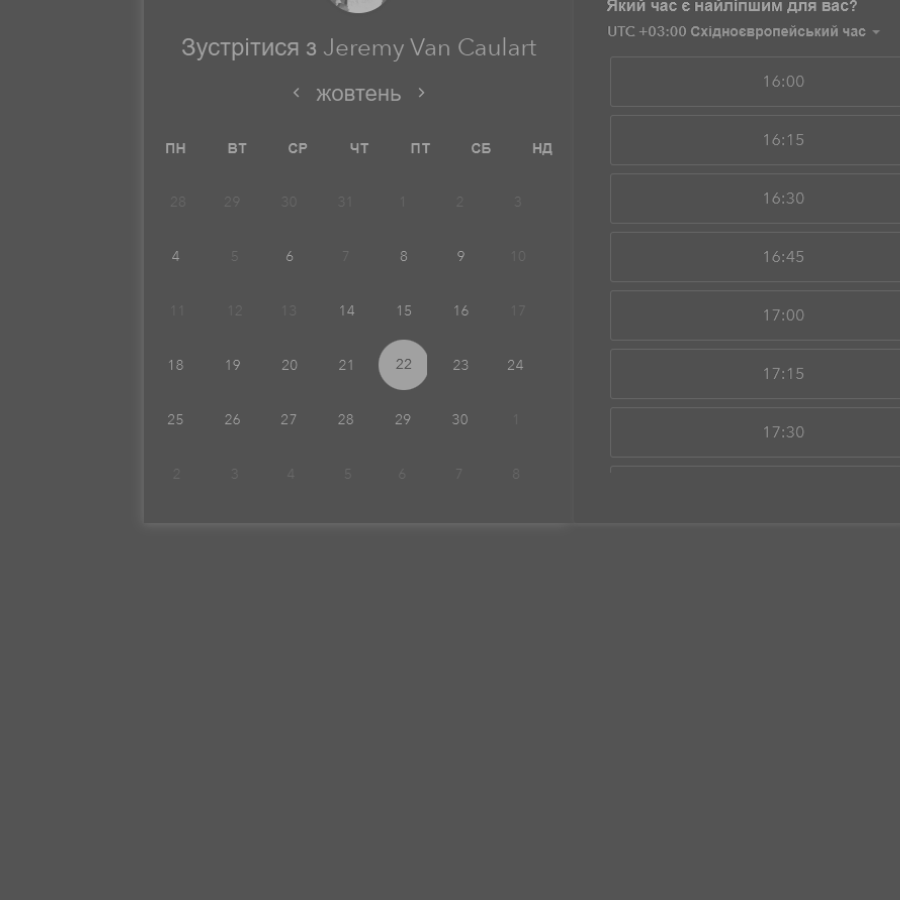 Зустрітися з Jeremy Van Caulart
‹ жовтень ›
ПН ВТ СР ЧТ ПТ СБ НД
28 29 30 31 1 2 3
4 5 6 7 8 9 10
11 12 13 14 15 16 17
18 19 20 21 22 23 24
25 26 27 28 29 30 1
2 3 4 5 6 7 8
Який час є найліпшим для вас?
UTC +03:00 Східноєвропейський час
16:00
16:15
16:30
16:45
17:00
17:15
17:30